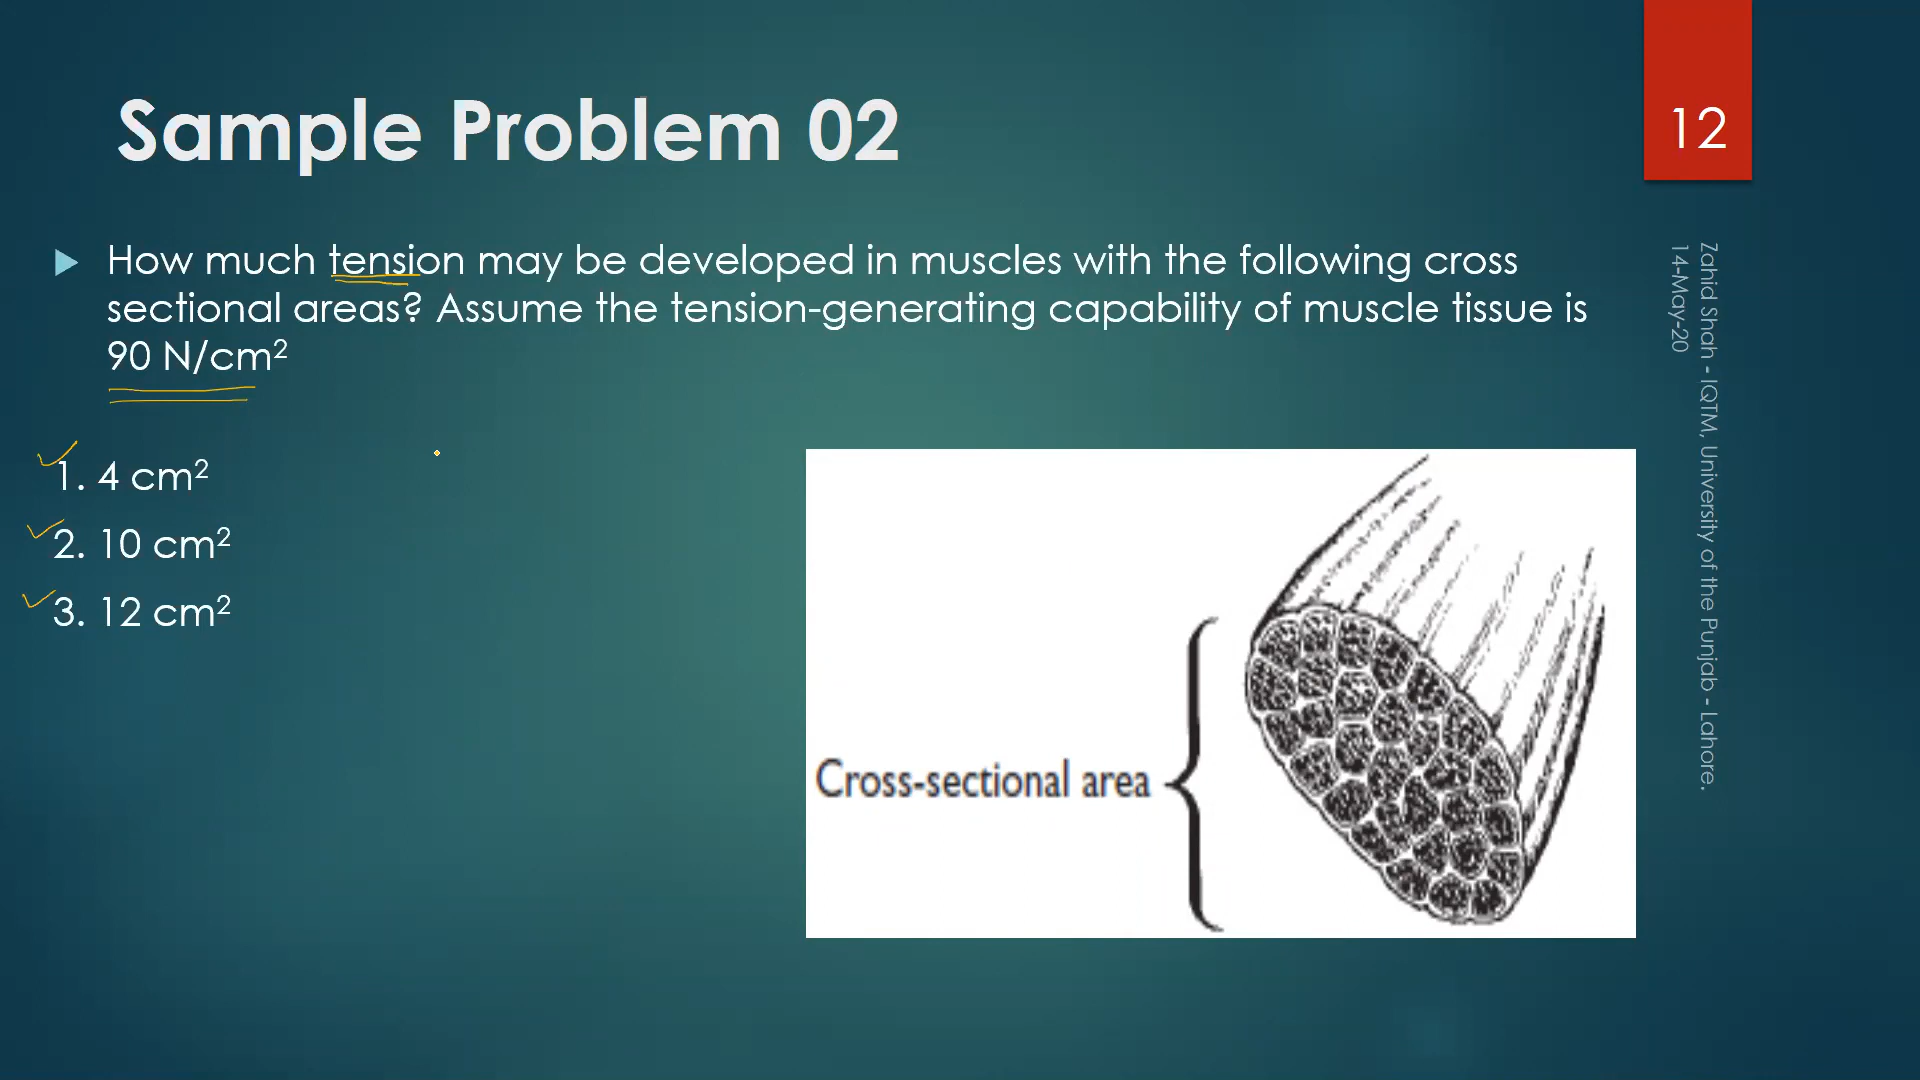 Sample Problem 02
12
How much tension may be developed in muscles with the following cross
sectional areas? Assume the tension-generating capability of muscle tissue is
90 N/cm²
1. 4 cm²
2. 10 cm²
3. 12 cm²
Cross-sectional area
Zahid Shah - IQTM, University of the Punjab - Lahore.
14-May-20